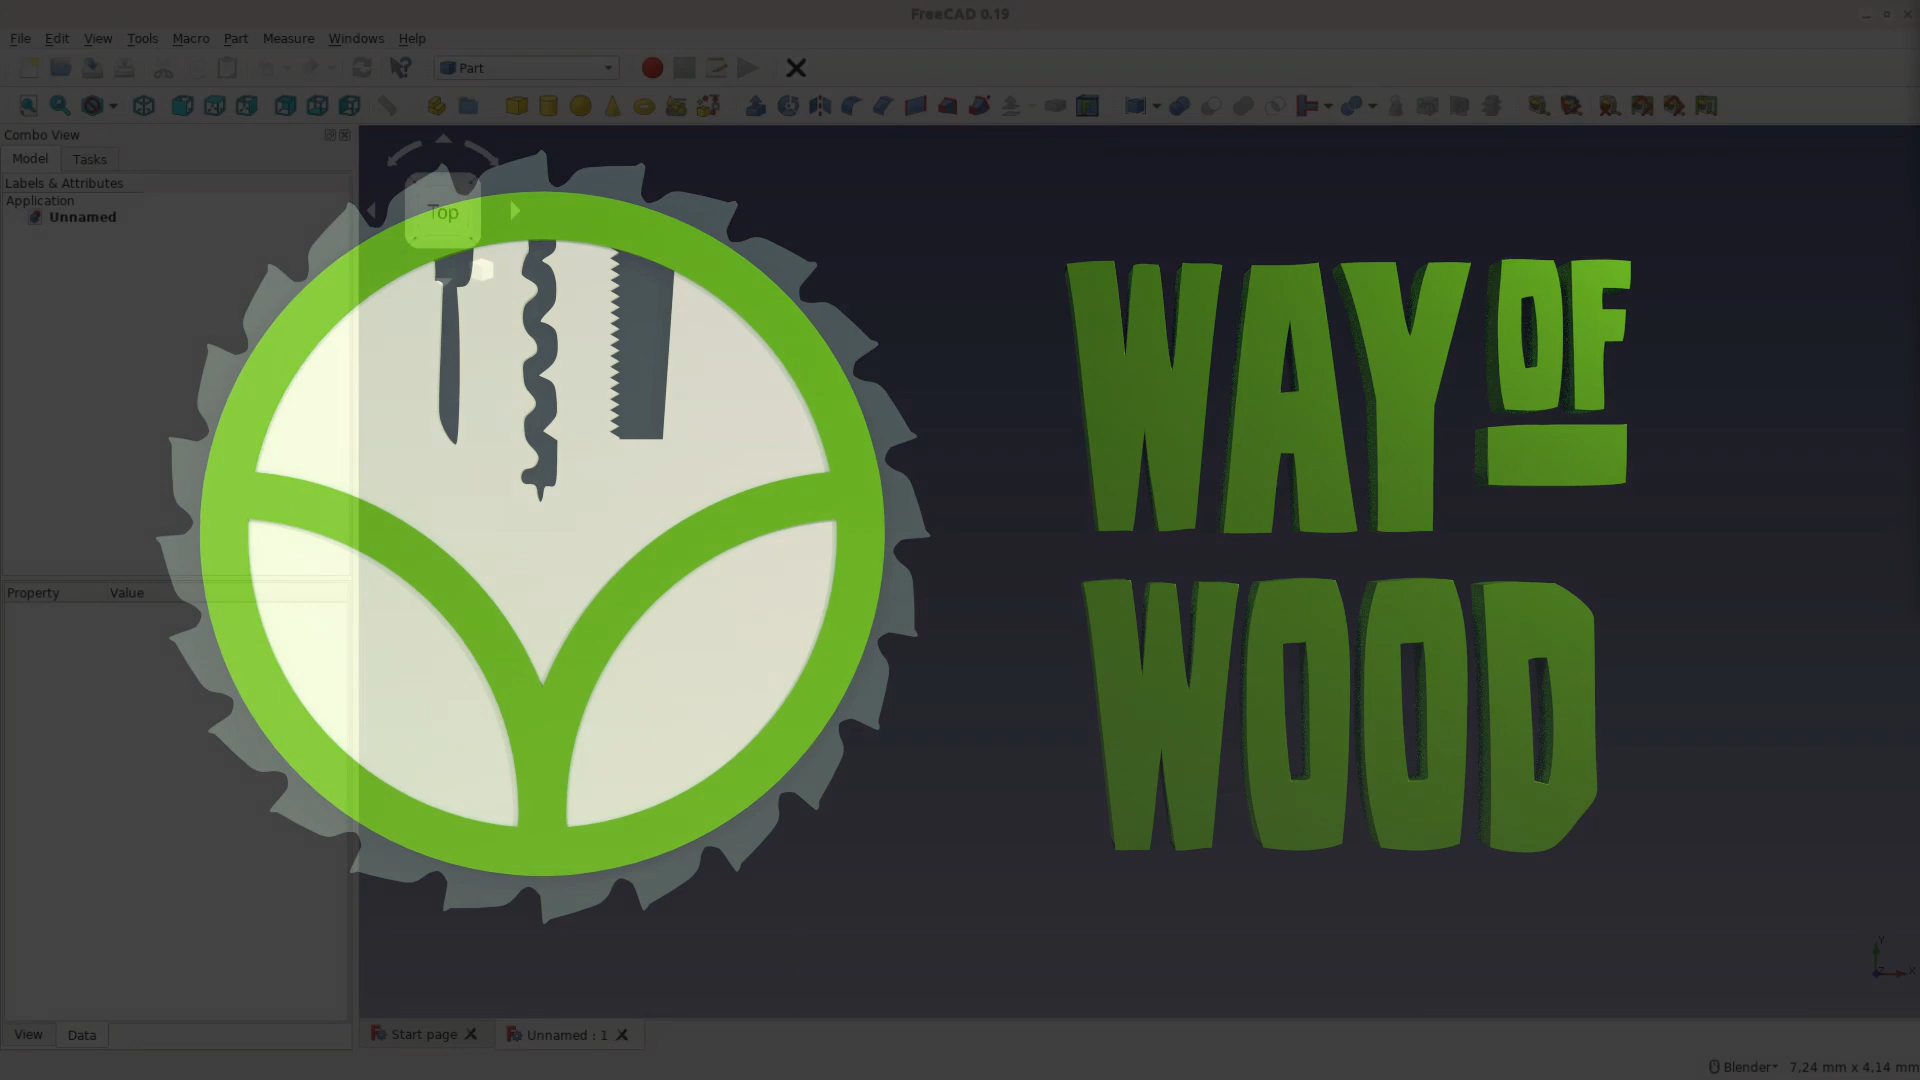 FreeCAD 0.19
File Edit View Tools Macro Part Measure Windows Help
Part
Combo View
Model Tasks
Labels & Attributes
Application
Unnamed
Top
WAY OF
WOOD
Property Value
View Data
Start page
Unnamed : 1
Y
Z
X
Blender
7,24 mm x 4,14 mm